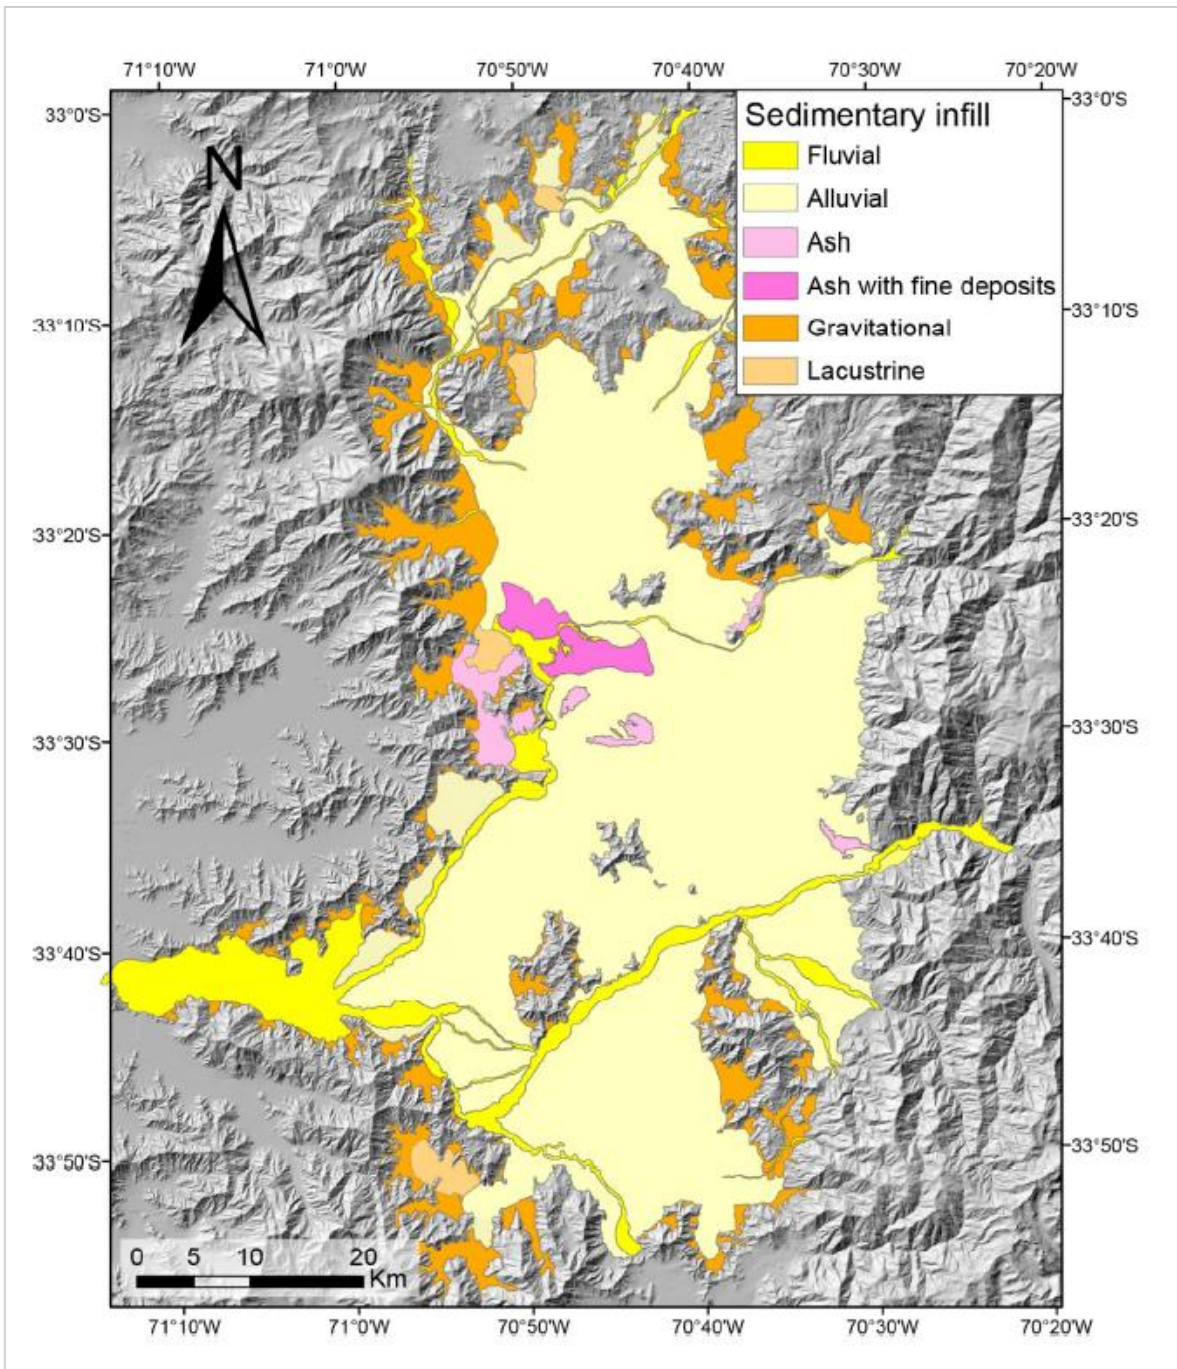 71°10'W 71°0'W 70°50'W 70°40'W 70°30'W 70°20'W
33°0'S
33°0'S
Sedimentary infill
Fluvial
Alluvial
Ash
Ash with fine deposits
Gravitational
Lacustrine
N
33°10'S
33°10'S
33°20'S
33°20'S
33°30'S
33°30'S
33°40'S
33°40'S
33°50'S
33°50'S
0 5 10 20
Km
71°10'W 71°0'W 70°50'W 70°40'W 70°30'W 70°20'W